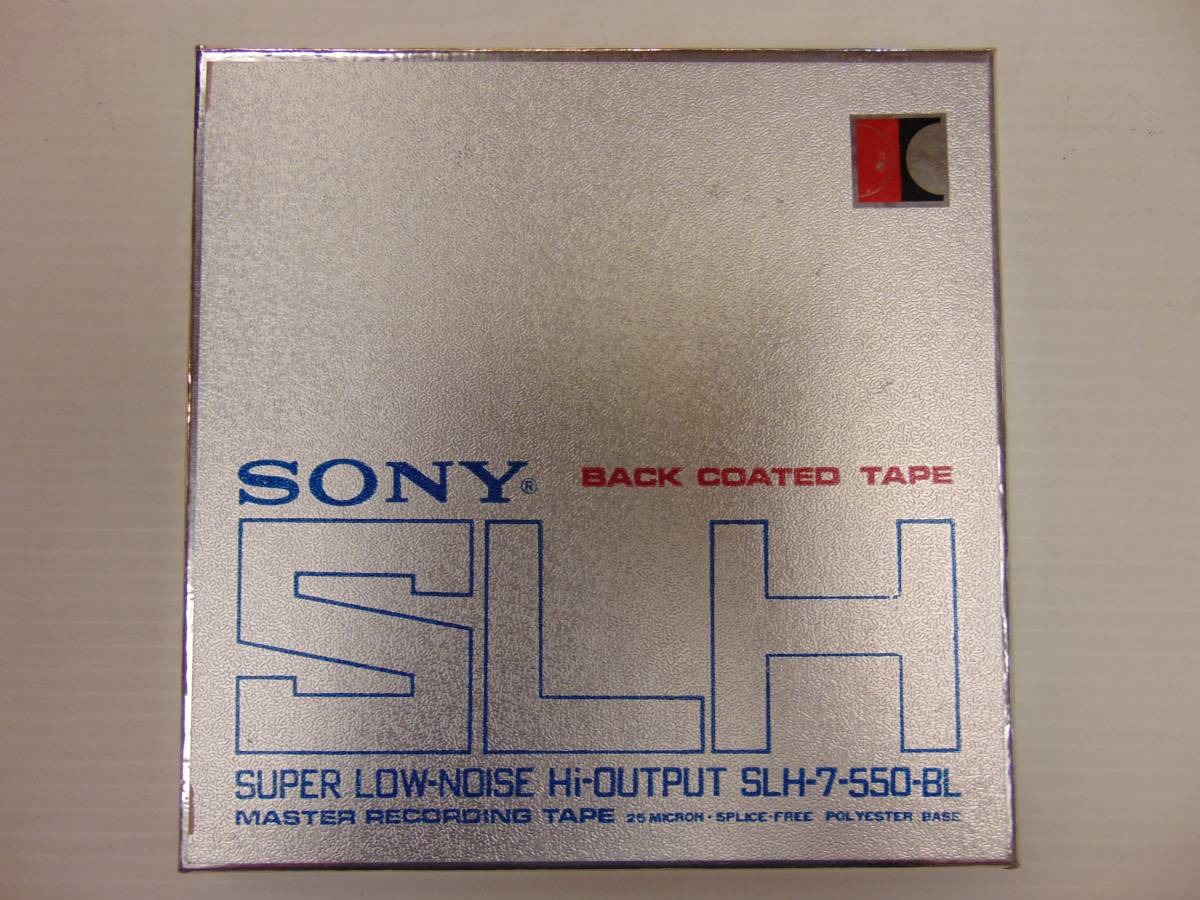 SONY®
BACK COATED TAPE
SLH
SUPER LOW-NOISE Hi-OUTPUT SLH-7-550-BL
MASTER RECORDING TAPE 25 MICRON · SPLICE-FREE POLYESTER BASE